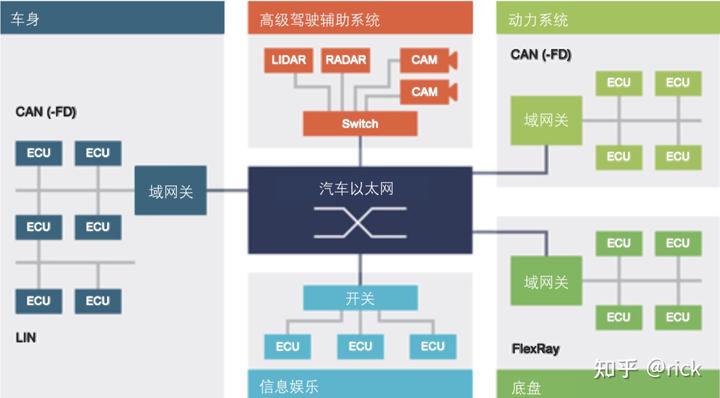 车身
CAN (-FD)
ECU
ECU
域网关
ECU
ECU
ECU
ECU
LIN
高级驾驶辅助系统
LIDAR
RADAR
CAM
CAM
Switch
汽车以太网
开关
ECU
ECU
ECU
信息娱乐
动力系统
CAN (-FD)
ECU
ECU
域网关
ECU
ECU
ECU
ECU
域网关
ECU
ECU
FlexRay
底盘
知乎 @rick